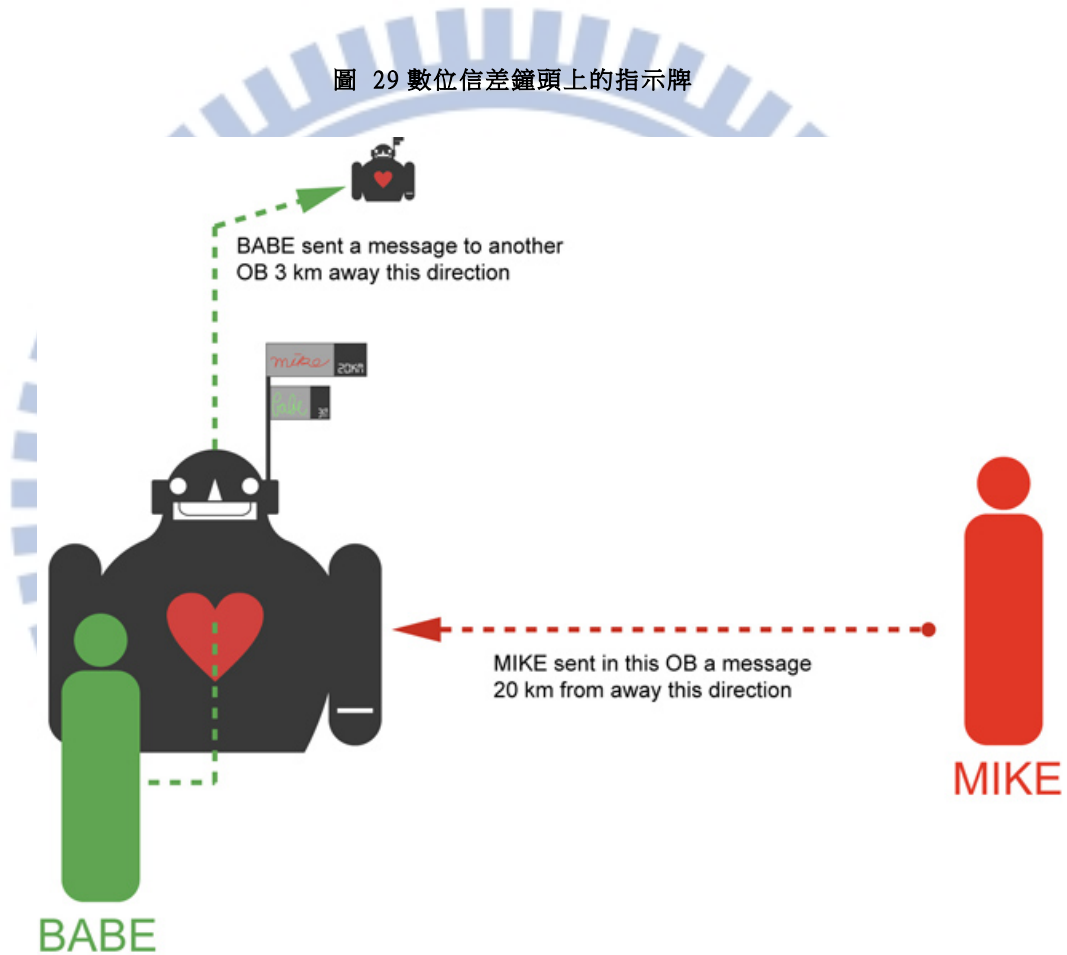 圖 29 數位信差鐘頭上的指示牌
BABE sent a message to another
OB 3 km away this direction
mike 20KM
babe
MIKE sent in this OB a message
20 km from away this direction
MIKE
BABE